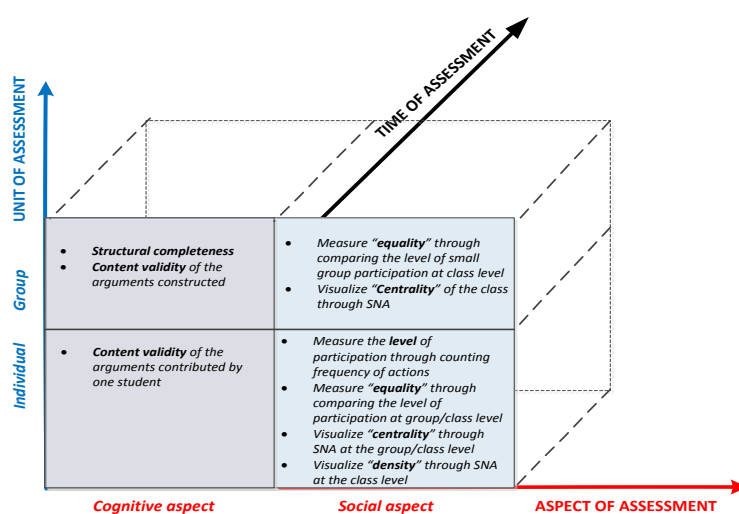 TIME OF ASSESSMENT
UNIT OF ASSESSMENT
Group
• Structural completeness
• Content validity of the
arguments constructed
• Measure “equality” through
comparing the level of small
group participation at class level
• Visualize “Centrality” of the class
through SNA
Individual
• Content validity of the
arguments contributed by
one student
• Measure the level of
participation through counting
frequency of actions
• Measure “equality” through
comparing the level of
participation at group/class level
• Visualize “centrality” through
SNA at the group/class level
• Visualize “density” through SNA
at the class level
Cognitive aspect
Social aspect
ASPECT OF ASSESSMENT